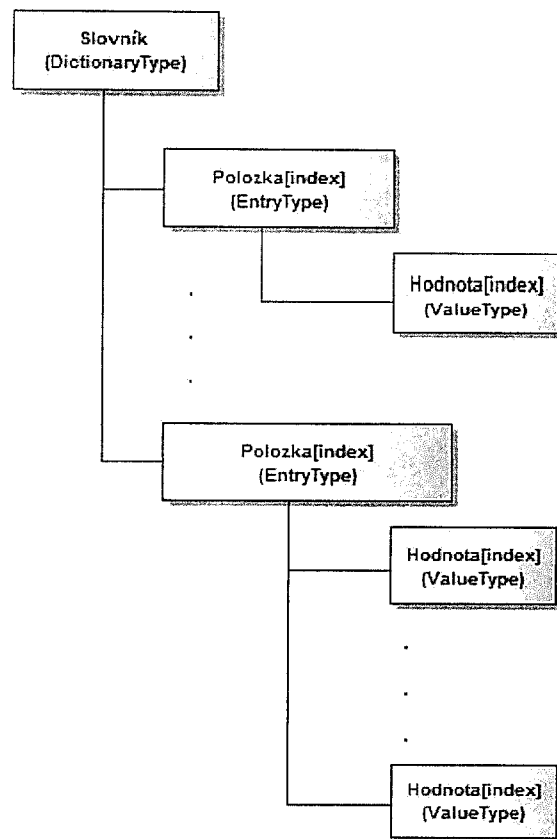 Slovník
(DictionaryType)
Polozka[index]
(EntryType)
Hodnota[index]
(ValueType)
Polozka[index]
(EntryType)
Hodnota[index]
(ValueType)
Hodnota[index]
(ValueType)